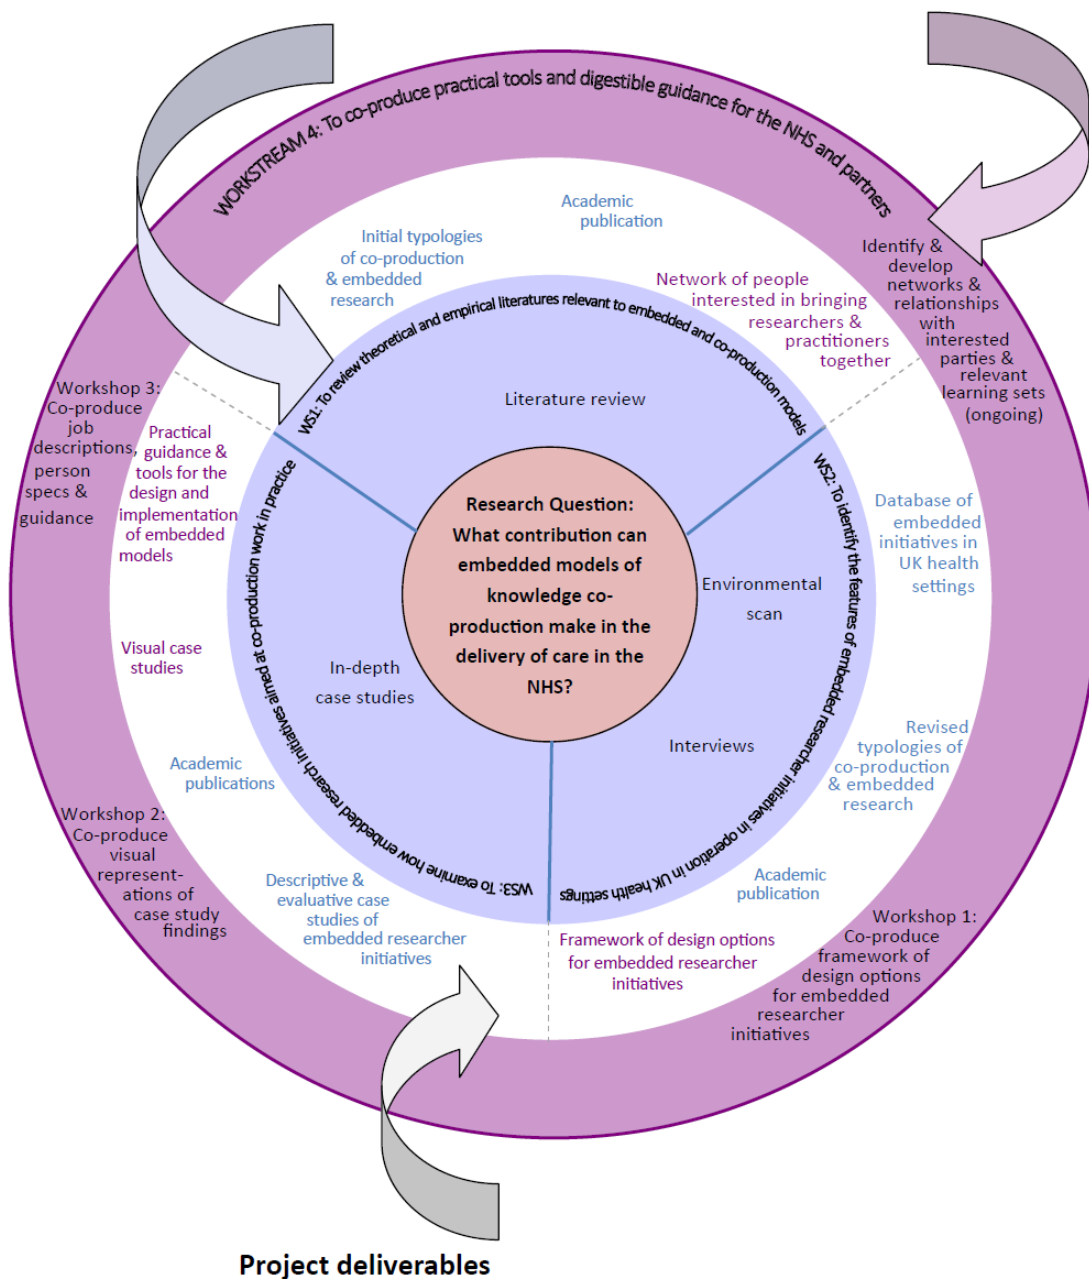 WORKSTREAM 4: To co-produce practical tools and digestible guidance for the NHS and partners
Academic
publication
Initial typologies
of co-production
& embedded
research
Network of people
interested in bringing
researchers &
practitioners
together
Identify &
develop
networks &
relationships
with
interested
parties &
relevant
learning sets
(ongoing)
WS1: To review theoretical and empirical literatures relevant to embedded and co-production models
Literature review
Workshop 3:
Co-produce
job
descriptions,
person
specs &
guidance
Practical
guidance &
tools for the
design and
implementation
of embedded
models
Research Question:
What contribution can
embedded models of
knowledge co-
production make in the
delivery of care in the
NHS?
WS2: To identify the features of embedded researcher initiatives in operation in UK health settings
Environmental
scan
Interviews
Database of
embedded
initiatives in
UK health
settings
Revised
typologies of
co-production
& embedded
research
Academic
publication
WS3: To examine how embedded research initiatives aimed at co-production work in practice
In-depth
case studies
Visual case
studies
Academic
publications
Descriptive &
evaluative case
studies of
embedded researcher
initiatives
Framework of design options
for embedded researcher
initiatives
Workshop 2:
Co-produce
visual
represent-
ations of
case study
findings
Workshop 1:
Co-produce
framework of
design options
for embedded
researcher
initiatives
Project deliverables